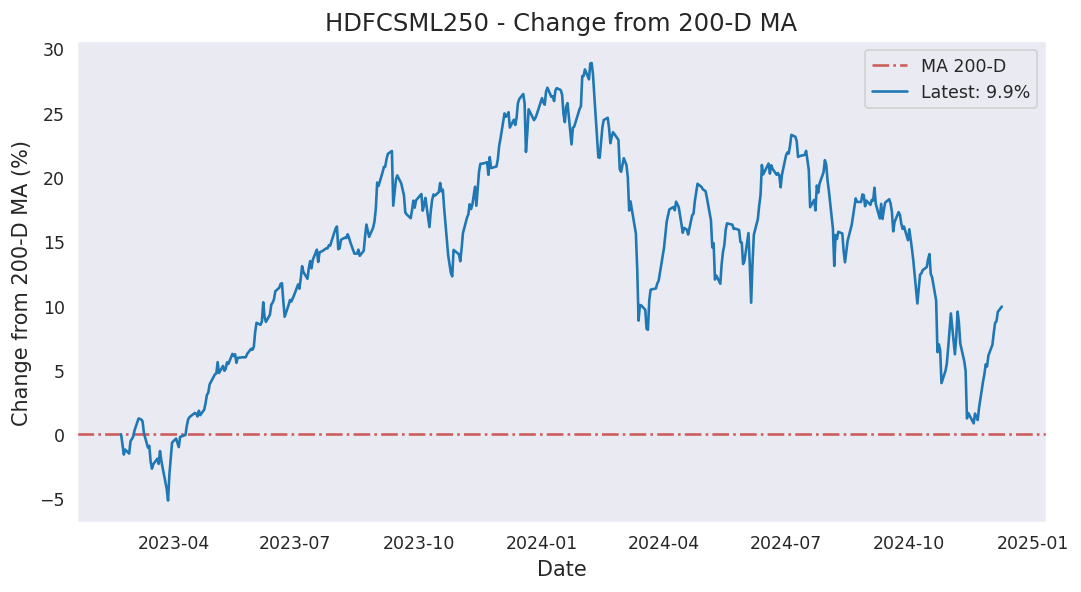 HDFCSML250 - Change from 200-D MA
MA 200-D
Latest: 9.9%
Change from 200-D MA (%)
30
25
20
15
10
5
0
−5
2023-04 2023-07 2023-10 2024-01 2024-04 2024-07 2024-10 2025-01
Date